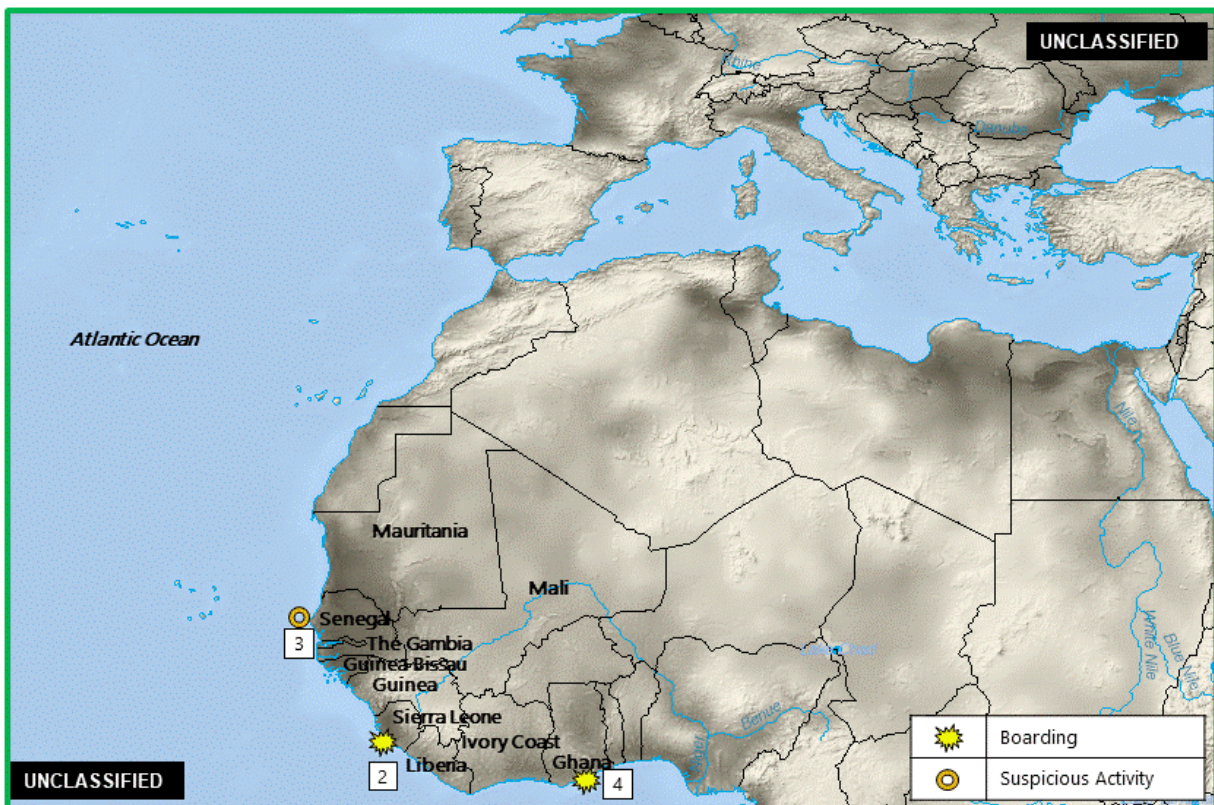 UNCLASSIFIED
Rhine
Danube
Atlantic Ocean
Nile
Mauritania
Mali
Senegal
3
The Gambia
Guinea-Bissau
Guinea
White Nile
Blue Nile
Sierra Leone
Benue
Niger
Ivory Coast
2
Liberia
Ghana
4
Boarding
Suspicious Activity
UNCLASSIFIED